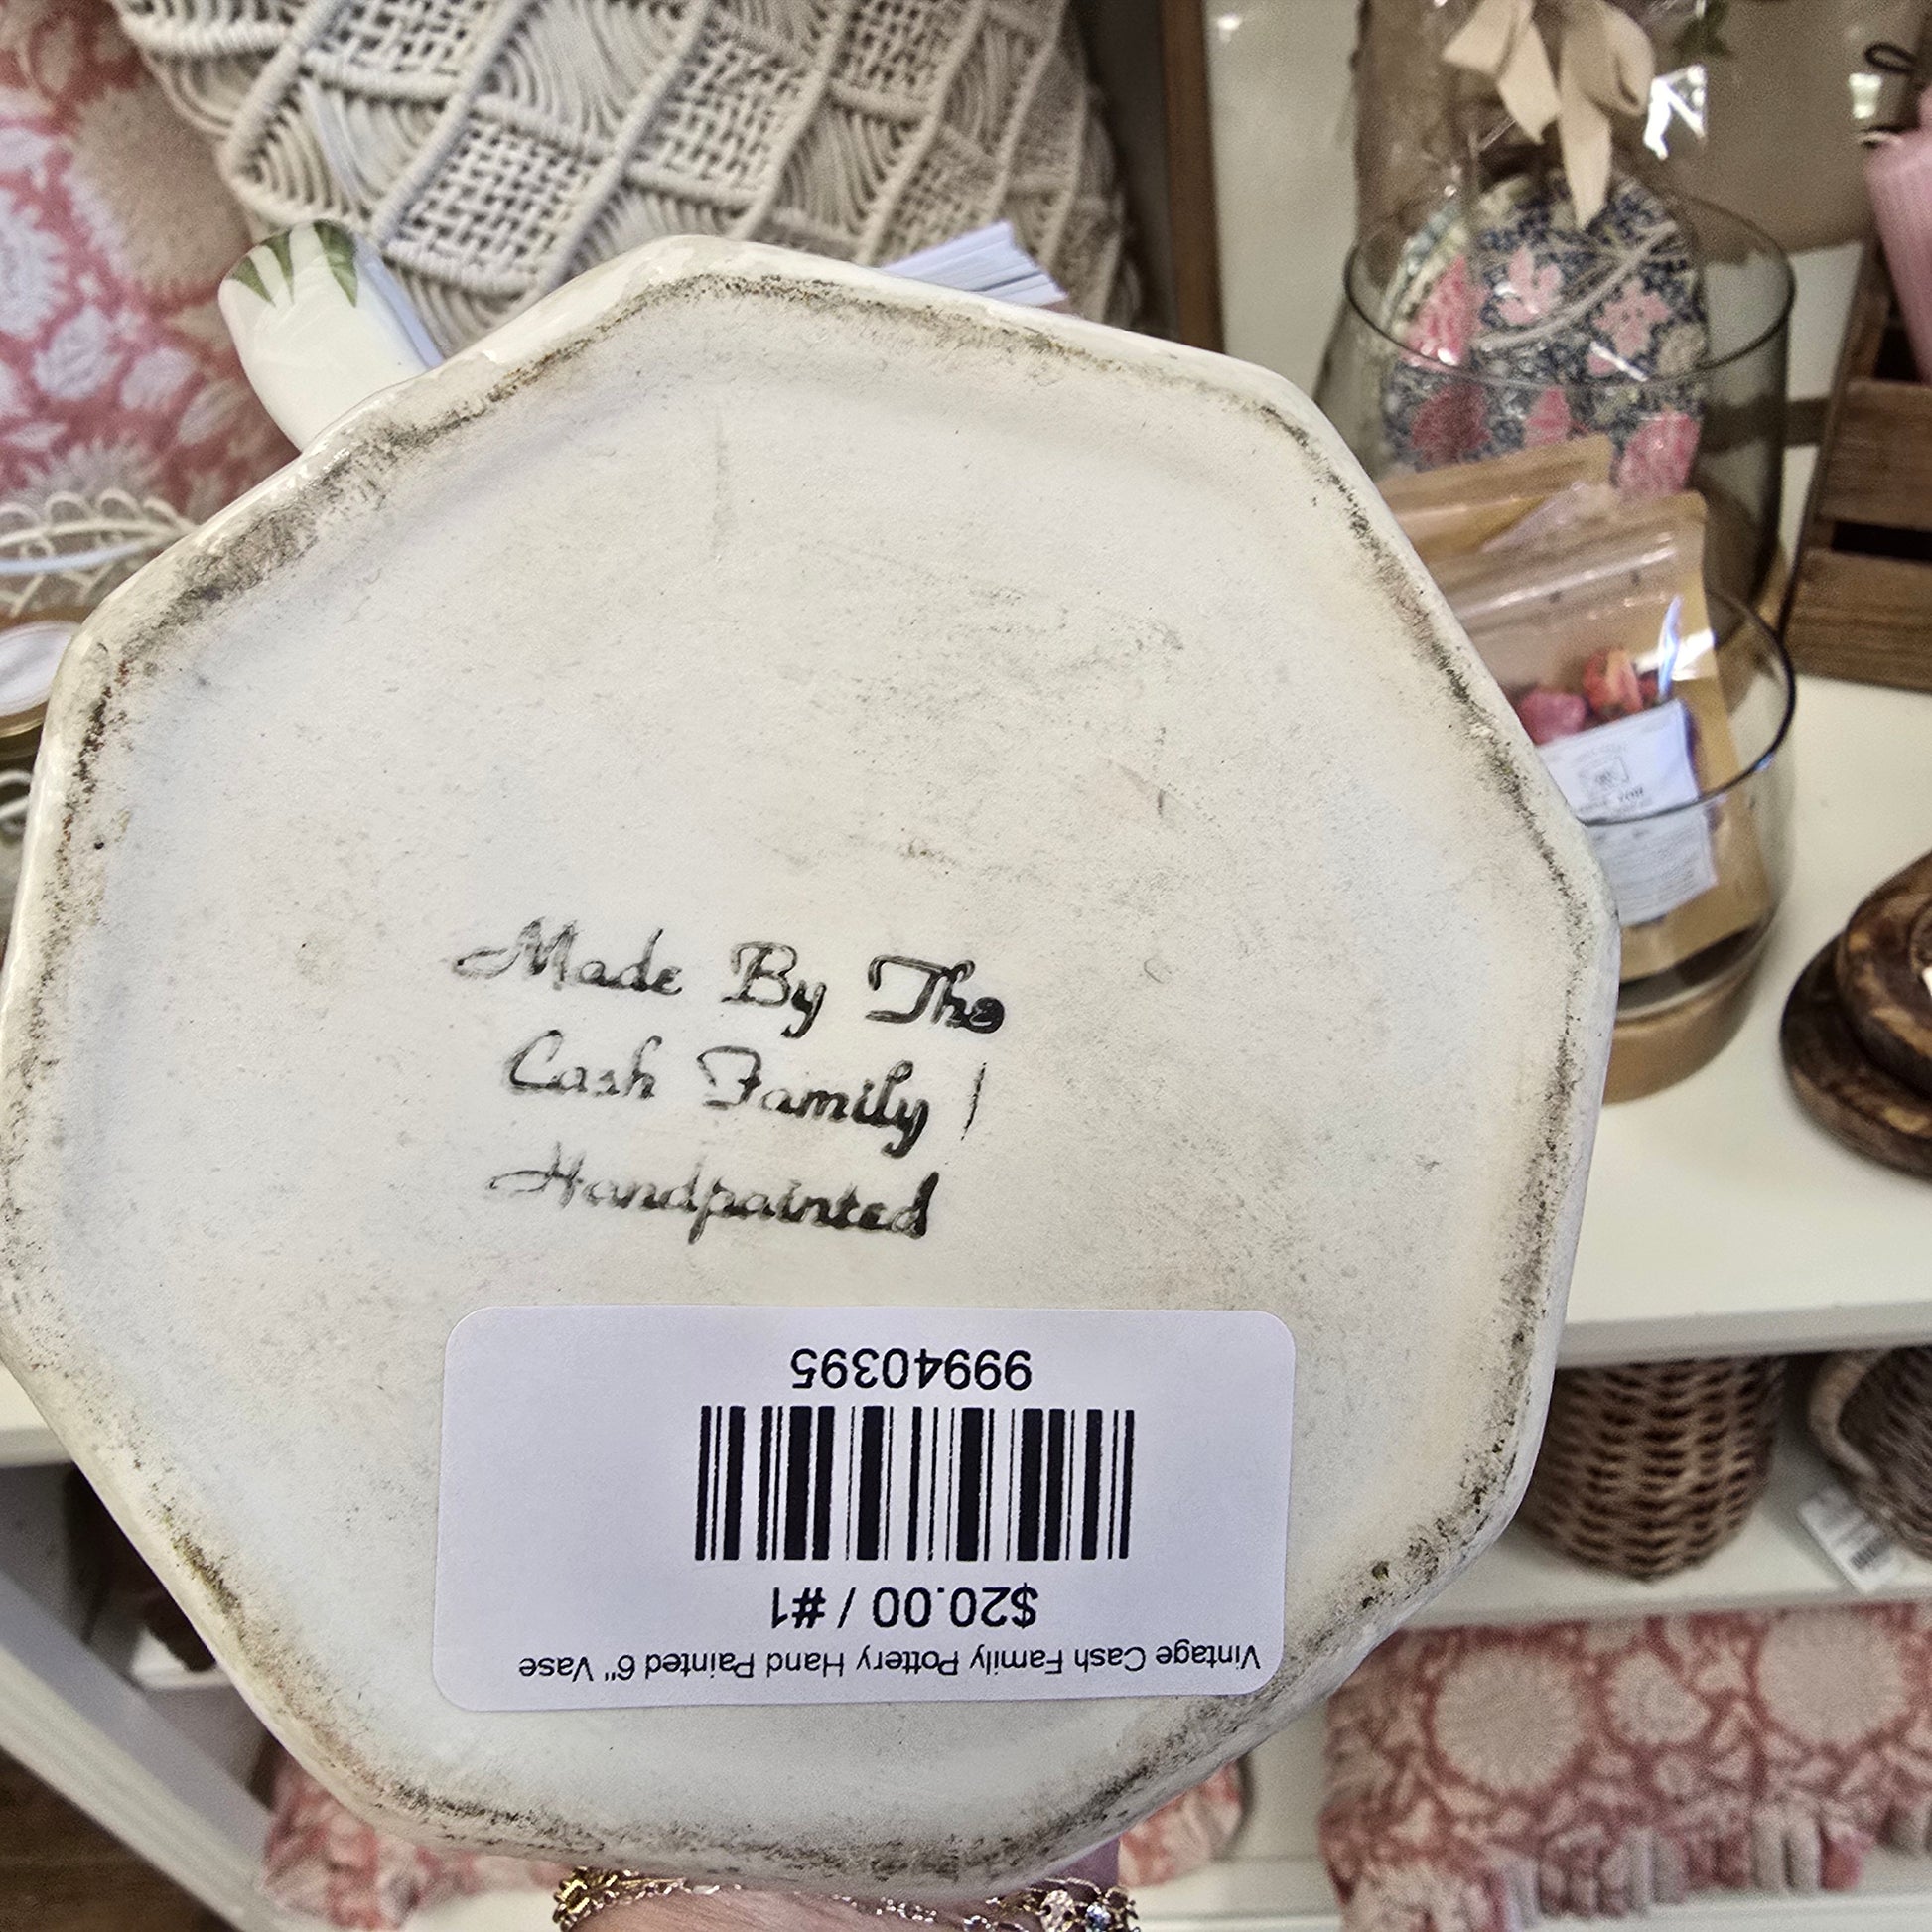 Made By The
Cash Family /
Handpainted
Vintage Cash Family Pottery Hand Painted 6" Vase
$20.00 / #1
99940395